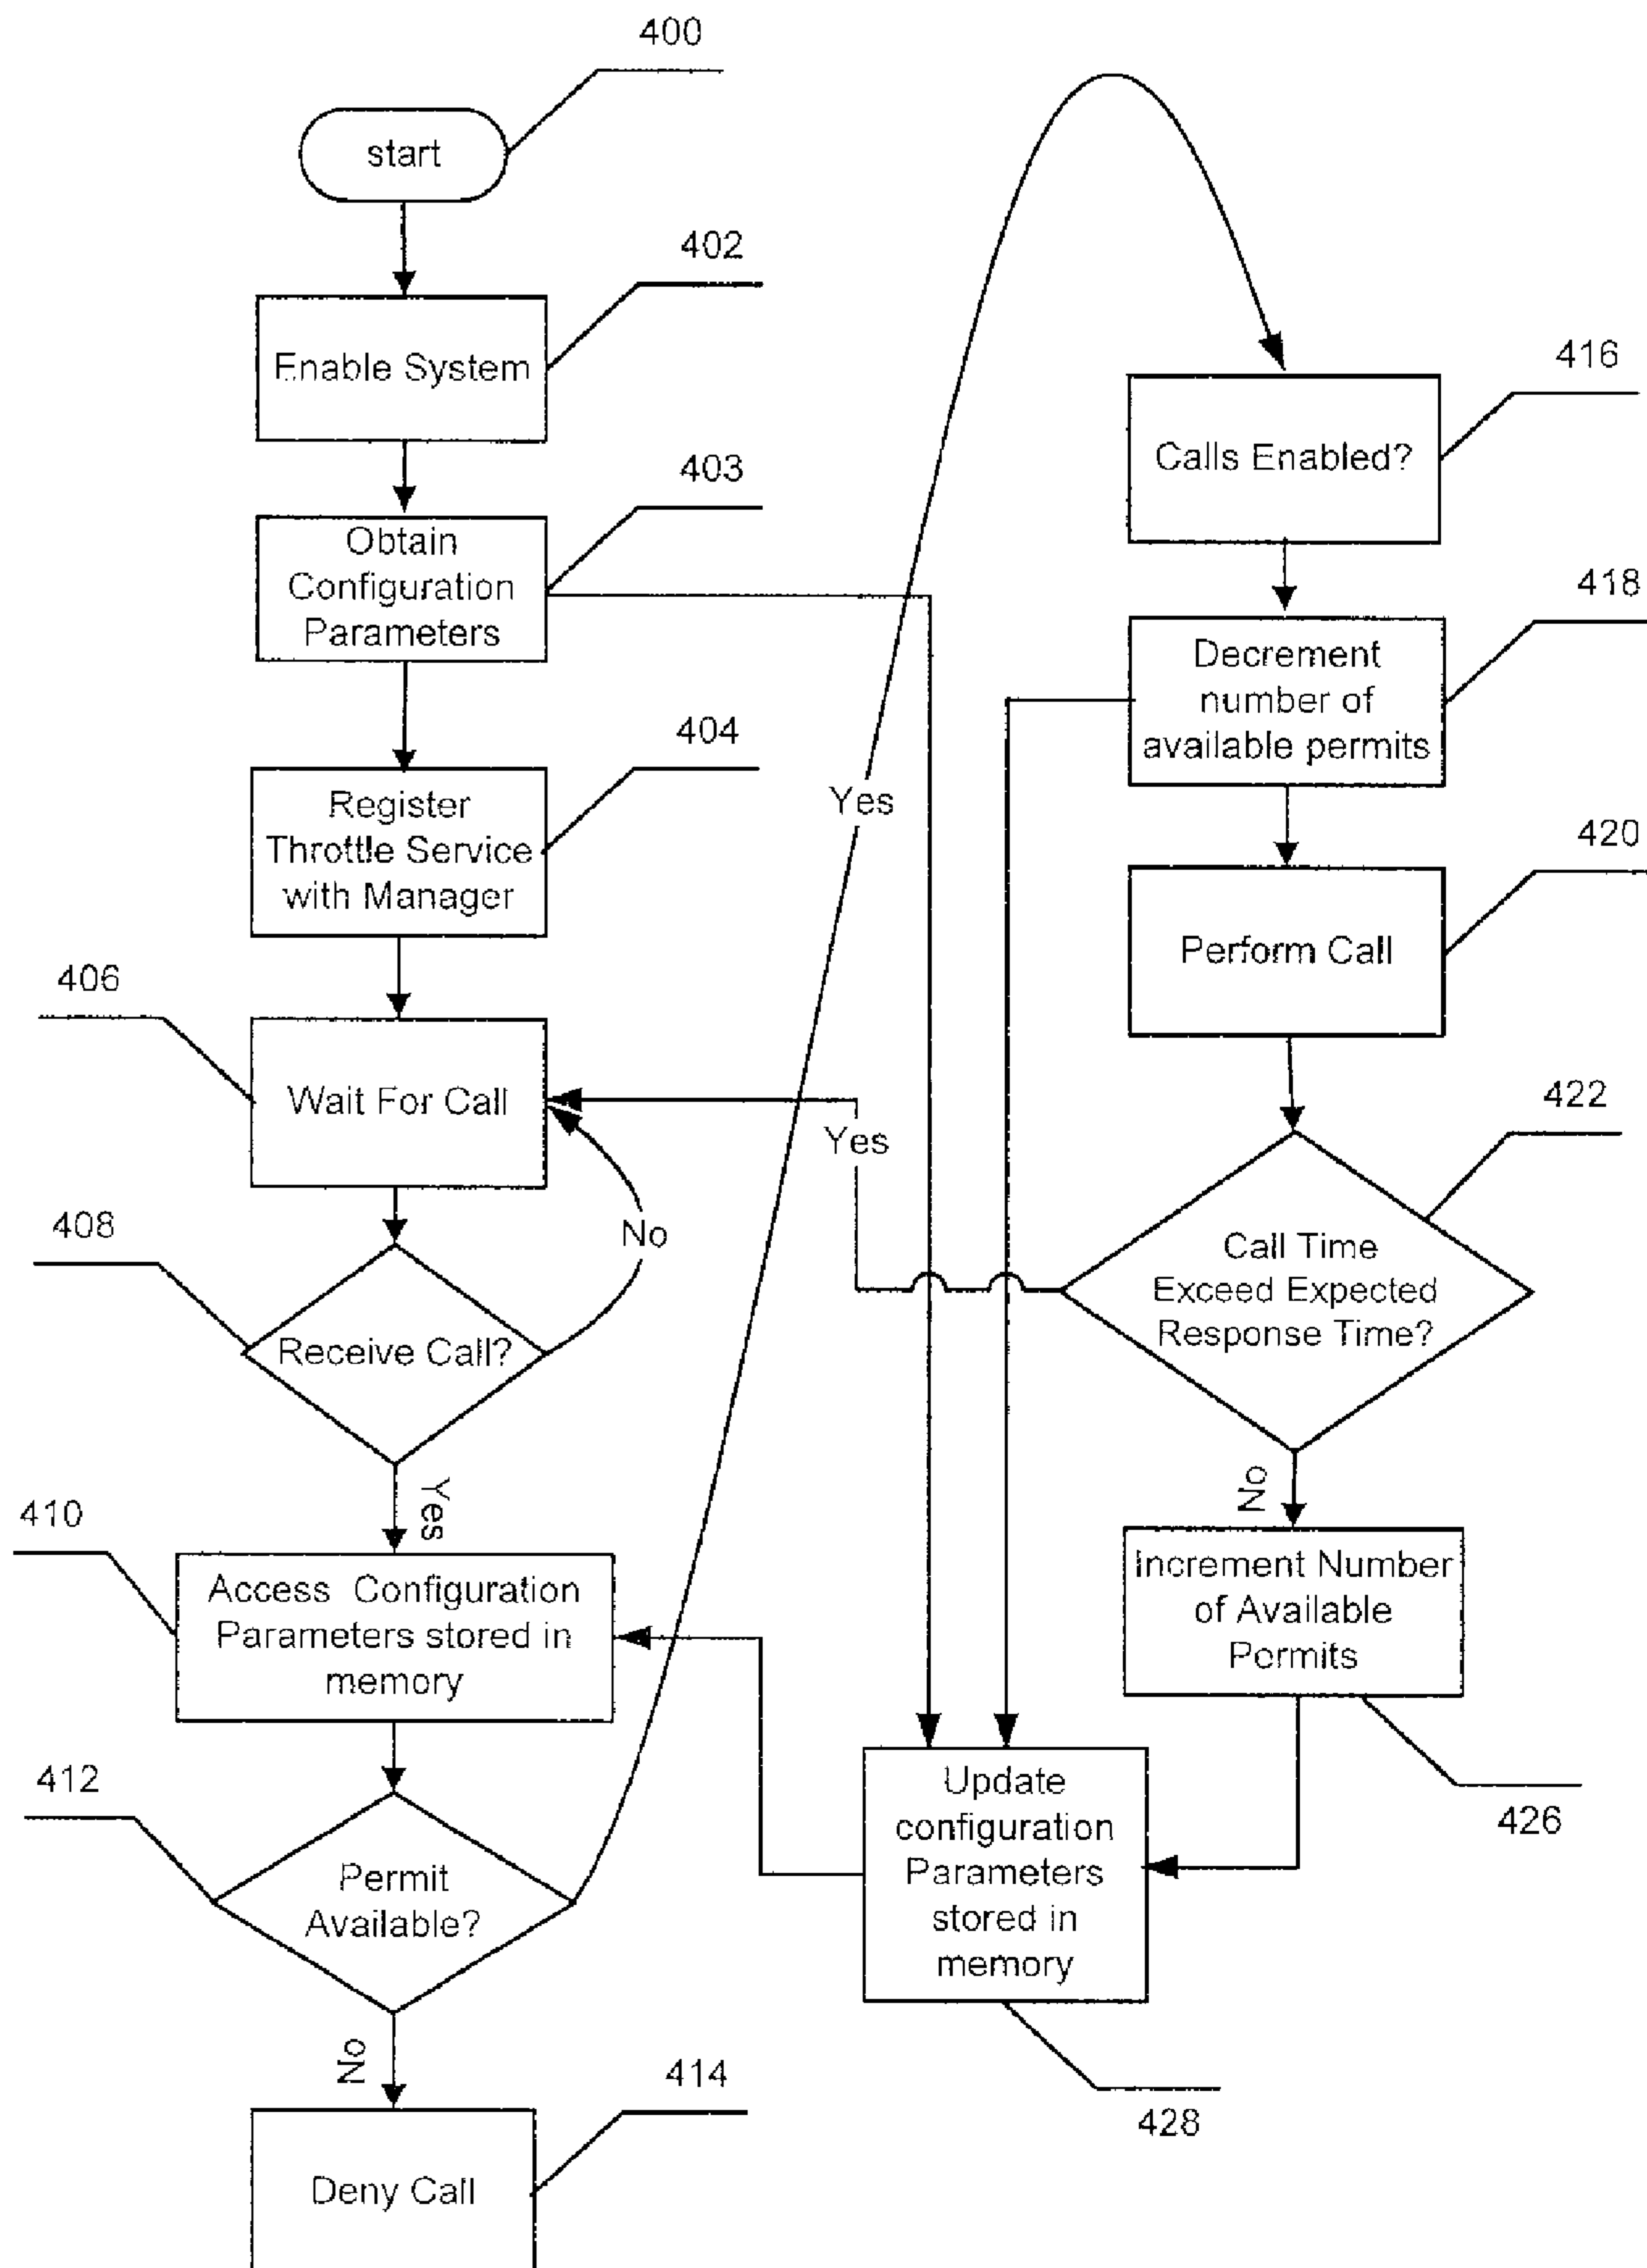 400
start
402
Enable System
403
Obtain
Configuration
Parameters
404
Register
Throttle Service
with Manager
406
Wait For Call
Yes
No
408
Receive Call?
Yes
410
Access Configuration
Parameters stored in
memory
412
Permit
Available?
No
414
Deny Call
Yes
416
Calls Enabled?
418
Decrement
number of
available permits
420
Perform Call
422
Call Time
Exceed Expected
Response Time?
No
Increment Number
of Available
Permits
426
Update
configuration
Parameters
stored in
memory
428